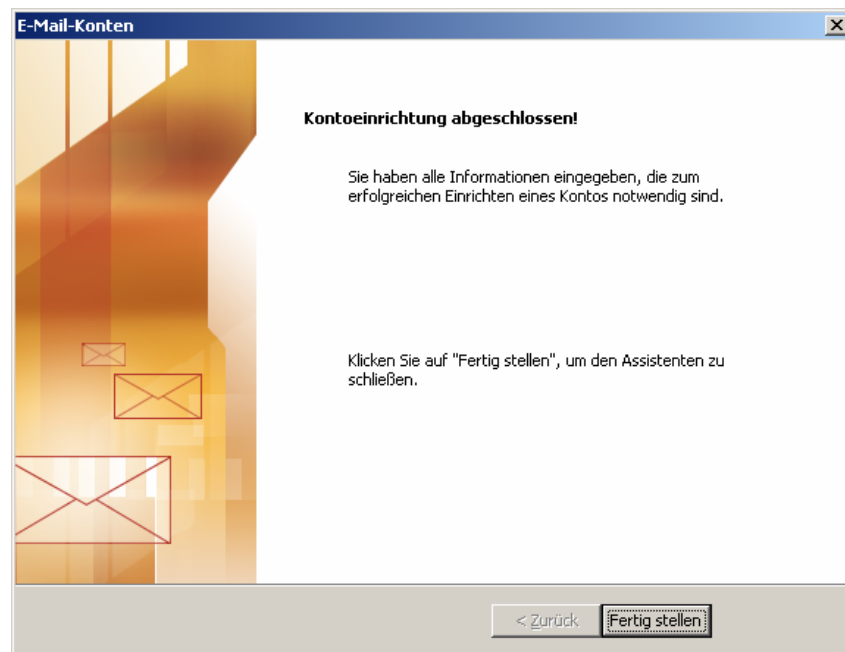 E-Mail-Konten
Kontoeinrichtung abgeschlossen!
Sie haben alle Informationen eingegeben, die zum
erfolgreichen Einrichten eines Kontos notwendig sind.
Klicken Sie auf "Fertig stellen", um den Assistenten zu
schließen.
< Zurück Fertig stellen